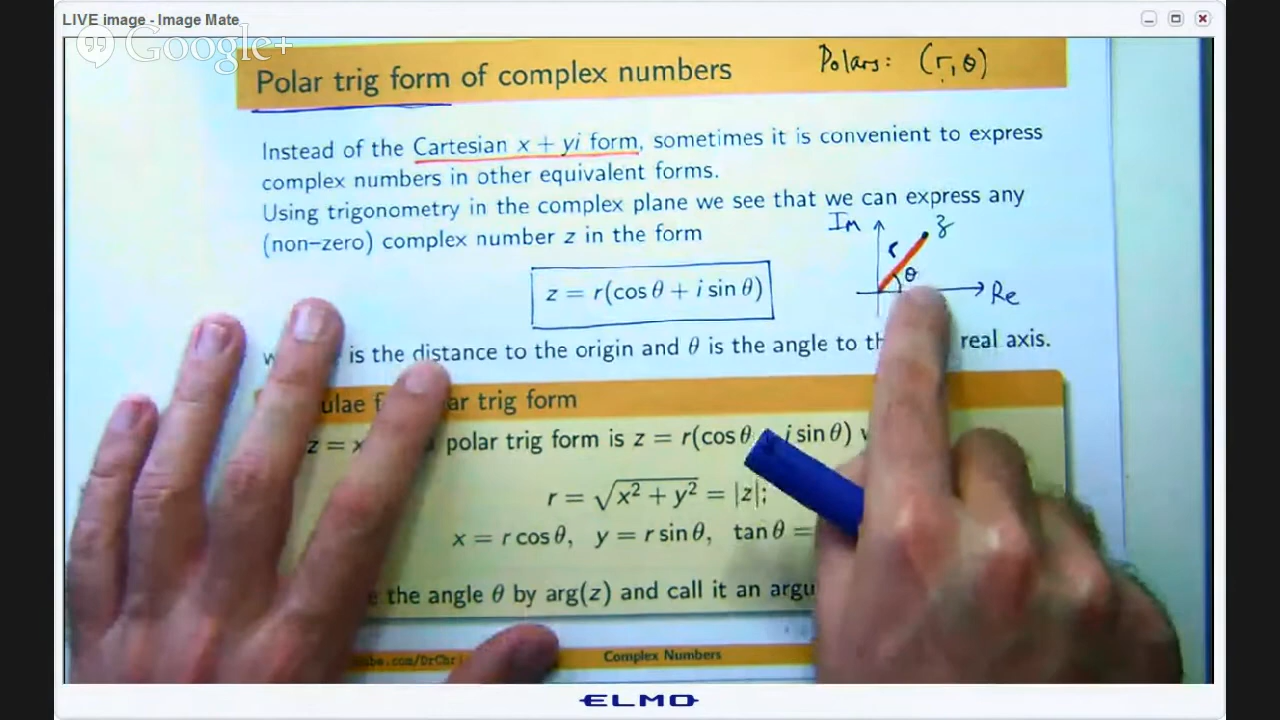 LIVE image - Image Mate
Google+
Polar trig form of complex numbers
Polars: (r, θ)
Instead of the Cartesian x + yi form, sometimes it is convenient to express
complex numbers in other equivalent forms.
Using trigonometry in the complex plane we see that we can express any
(non–zero) complex number z in the form
Im
z
r
θ
Re
z = r(cos θ + i sin θ)
is the distance to the origin and θ is the angle to th real axis.
ulae f ar trig form
z = x polar trig form is z = r(cos θ + i sin θ)
r = √x² + y² = |z|;
x = r cos θ, y = r sin θ, tan θ =
the angle θ by arg(z) and call it an argu
be.com/DrChr
Complex Numbers
ELMO